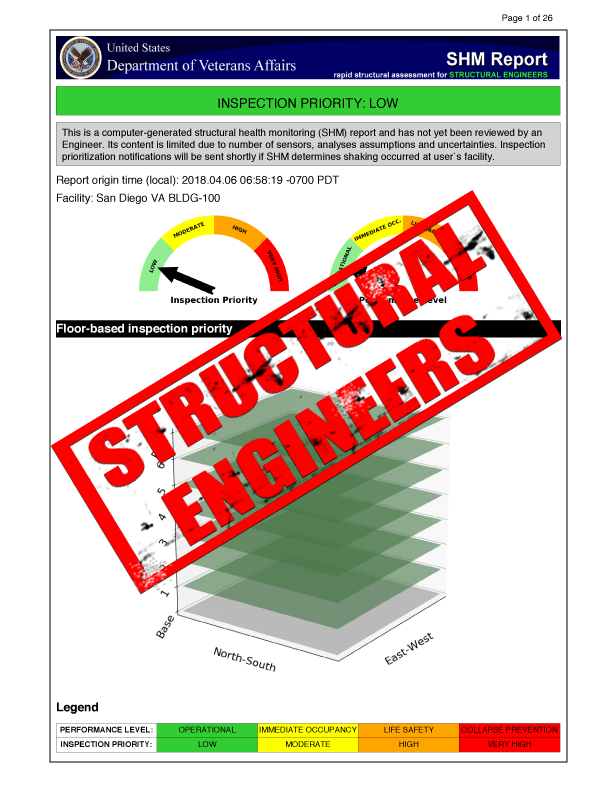 Page 1 of 26
United States
Department of Veterans Affairs
SHM Report
rapid structural assessment for STRUCTURAL ENGINEERS
INSPECTION PRIORITY: LOW
This is a computer-generated structural health monitoring (SHM) report and has not yet been reviewed by an
Engineer. Its content is limited due to number of sensors, analyses assumptions and uncertainties. Inspection
prioritization notifications will be sent shortly if SHM determines shaking occurred at user`s facility.
Report origin time (local): 2018.04.06 06:58:19 -0700 PDT
Facility: San Diego VA BLDG-100
LOW
MODERATE
HIGH
VERY HIGH
Inspection Priority
IMMEDIATE OCC.
Floor-based inspection priority
STRUCTURAL
ENGINEERS
6
5
4
3
2
1
Base
North-South
East-West
Legend
PERFORMANCE LEVEL: OPERATIONAL IMMEDIATE OCCUPANCY LIFE SAFETY COLLAPSE PREVENTION
INSPECTION PRIORITY: LOW MODERATE HIGH VERY HIGH